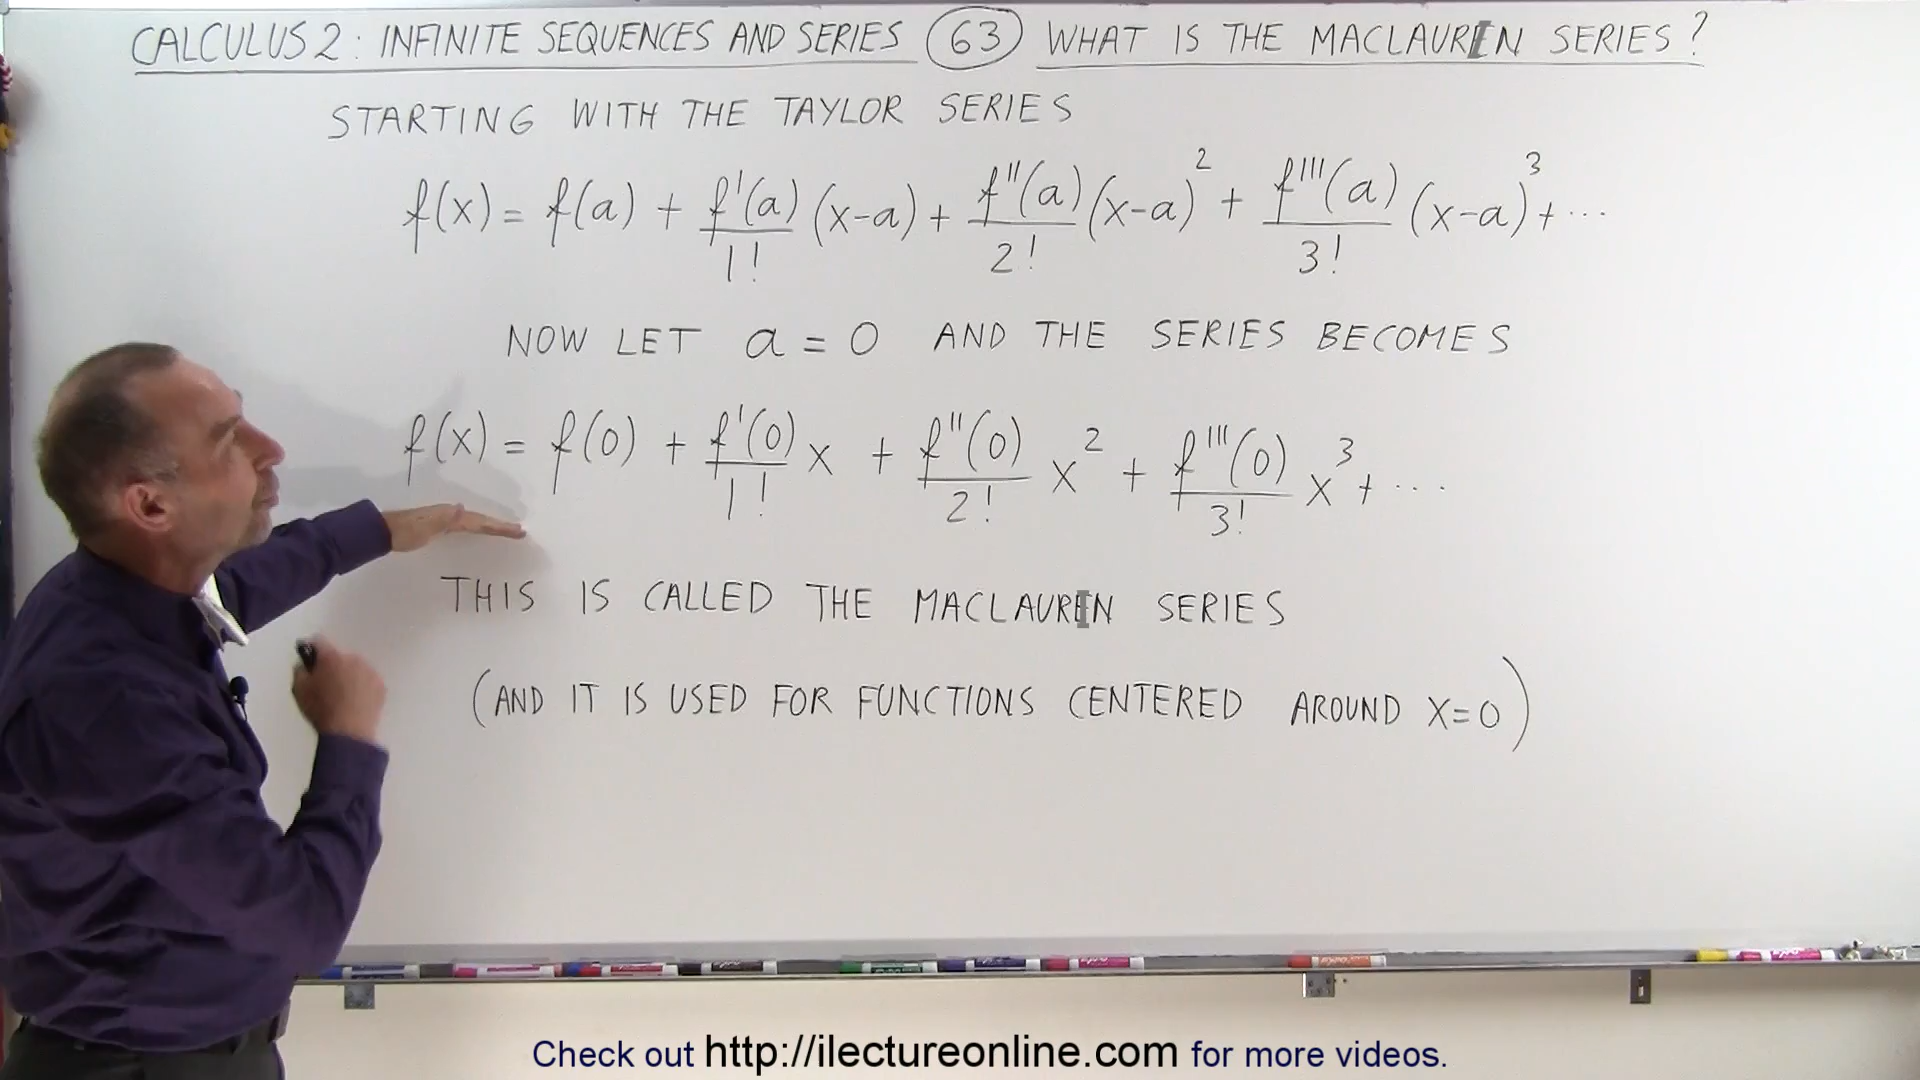 CALCULUS 2: INFINITE SEQUENCES AND SERIES 63 WHAT IS THE MACLAURIN SERIES?
STARTING WITH THE TAYLOR SERIES
f(x) = f(a) + f'(a)/1! (x-a) + f''(a)/2! (x-a)² + f'''(a)/3! (x-a)³ + ...
NOW LET a = 0 AND THE SERIES BECOMES
f(x) = f(0) + f'(0)/1! x + f''(0)/2! x² + f'''(0)/3! x³ + ...
THIS IS CALLED THE MACLAURIN SERIES
(AND IT IS USED FOR FUNCTIONS CENTERED AROUND X=0)
Check out http://ilectureonline.com for more videos.